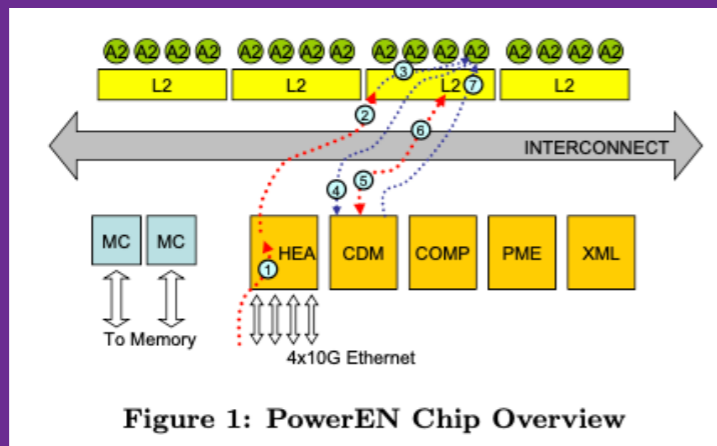 A2 A2 A2 A2 A2 A2 A2 A2 A2 A2 A2 A2 A2 A2 A2 A2
L2 L2 L2 L2
3 7
2 6
INTERCONNECT
5 4
MC MC HEA CDM COMP PME XML
1
To Memory
4x10G Ethernet
Figure 1: PowerEN Chip Overview